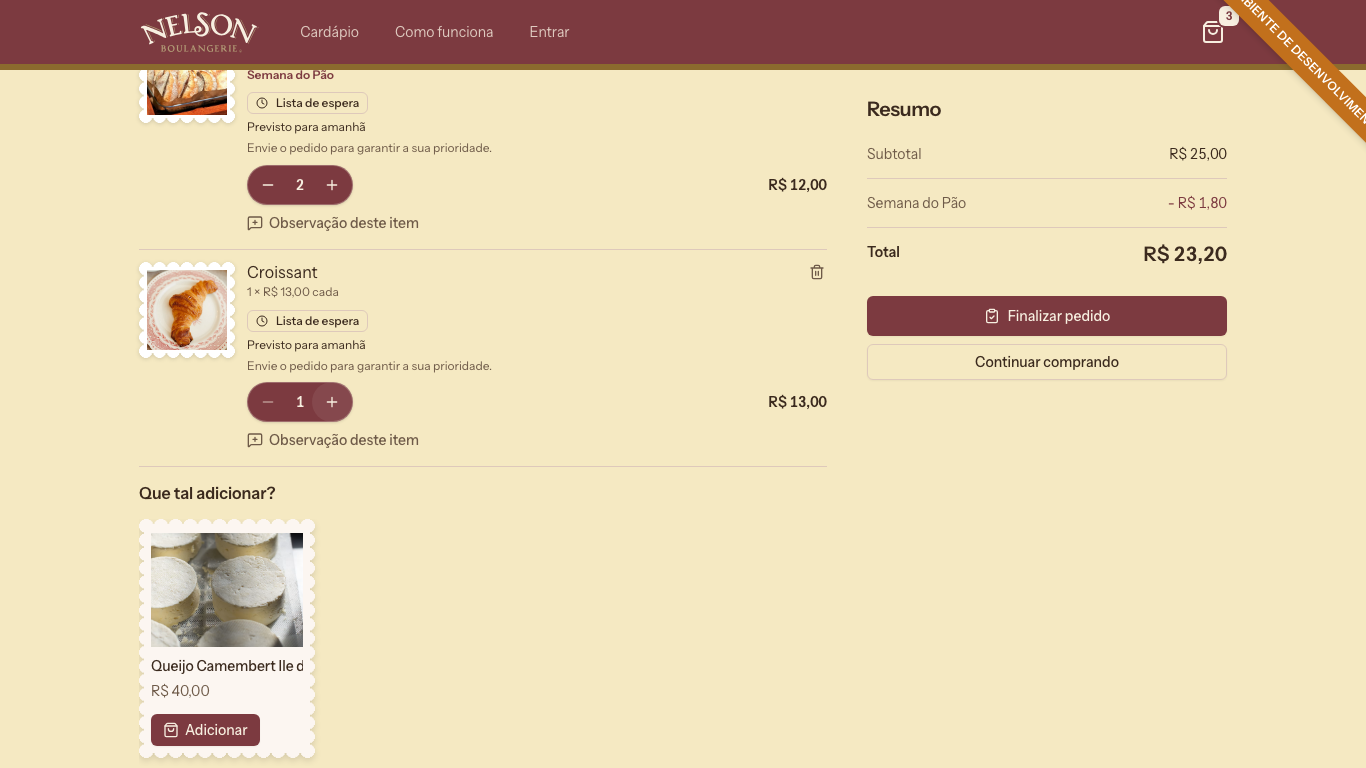 NELSON
BOULANGERIE.
Cardápio
Como funciona
Entrar
3
Semana do Pão
Lista de espera
Previsto para amanhã
Envie o pedido para garantir a sua prioridade.
2
R$ 12,00
Observação deste item
Croissant
1 × R$ 13,00 cada
Lista de espera
Previsto para amanhã
Envie o pedido para garantir a sua prioridade.
1
R$ 13,00
Observação deste item
Que tal adicionar?
Queijo Camembert Ile d
R$ 40,00
Adicionar
Resumo
Subtotal
R$ 25,00
Semana do Pão
- R$ 1,80
Total
R$ 23,20
Finalizar pedido
Continuar comprando
BIENTE DE DESENVOLVIMEN